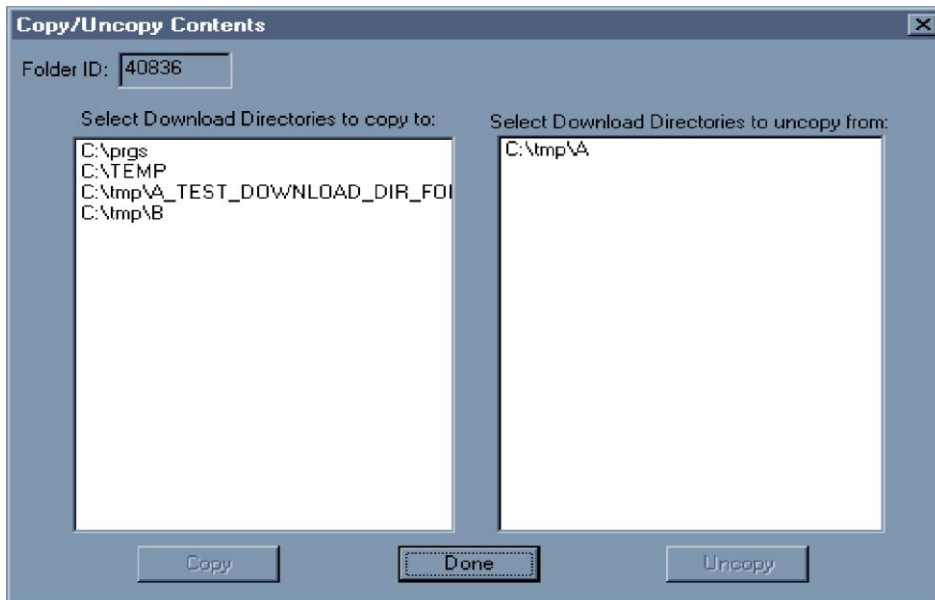 Copy/Uncopy Contents
Folder ID: 40836
Select Download Directories to copy to:
C:\prgs
C:\TEMP
C:\tmp\A_TEST_DOWNLOAD_DIR_FOI
C:\tmp\B
Select Download Directories to uncopy from:
C:\tmp\A
Copy
Done
Uncopy